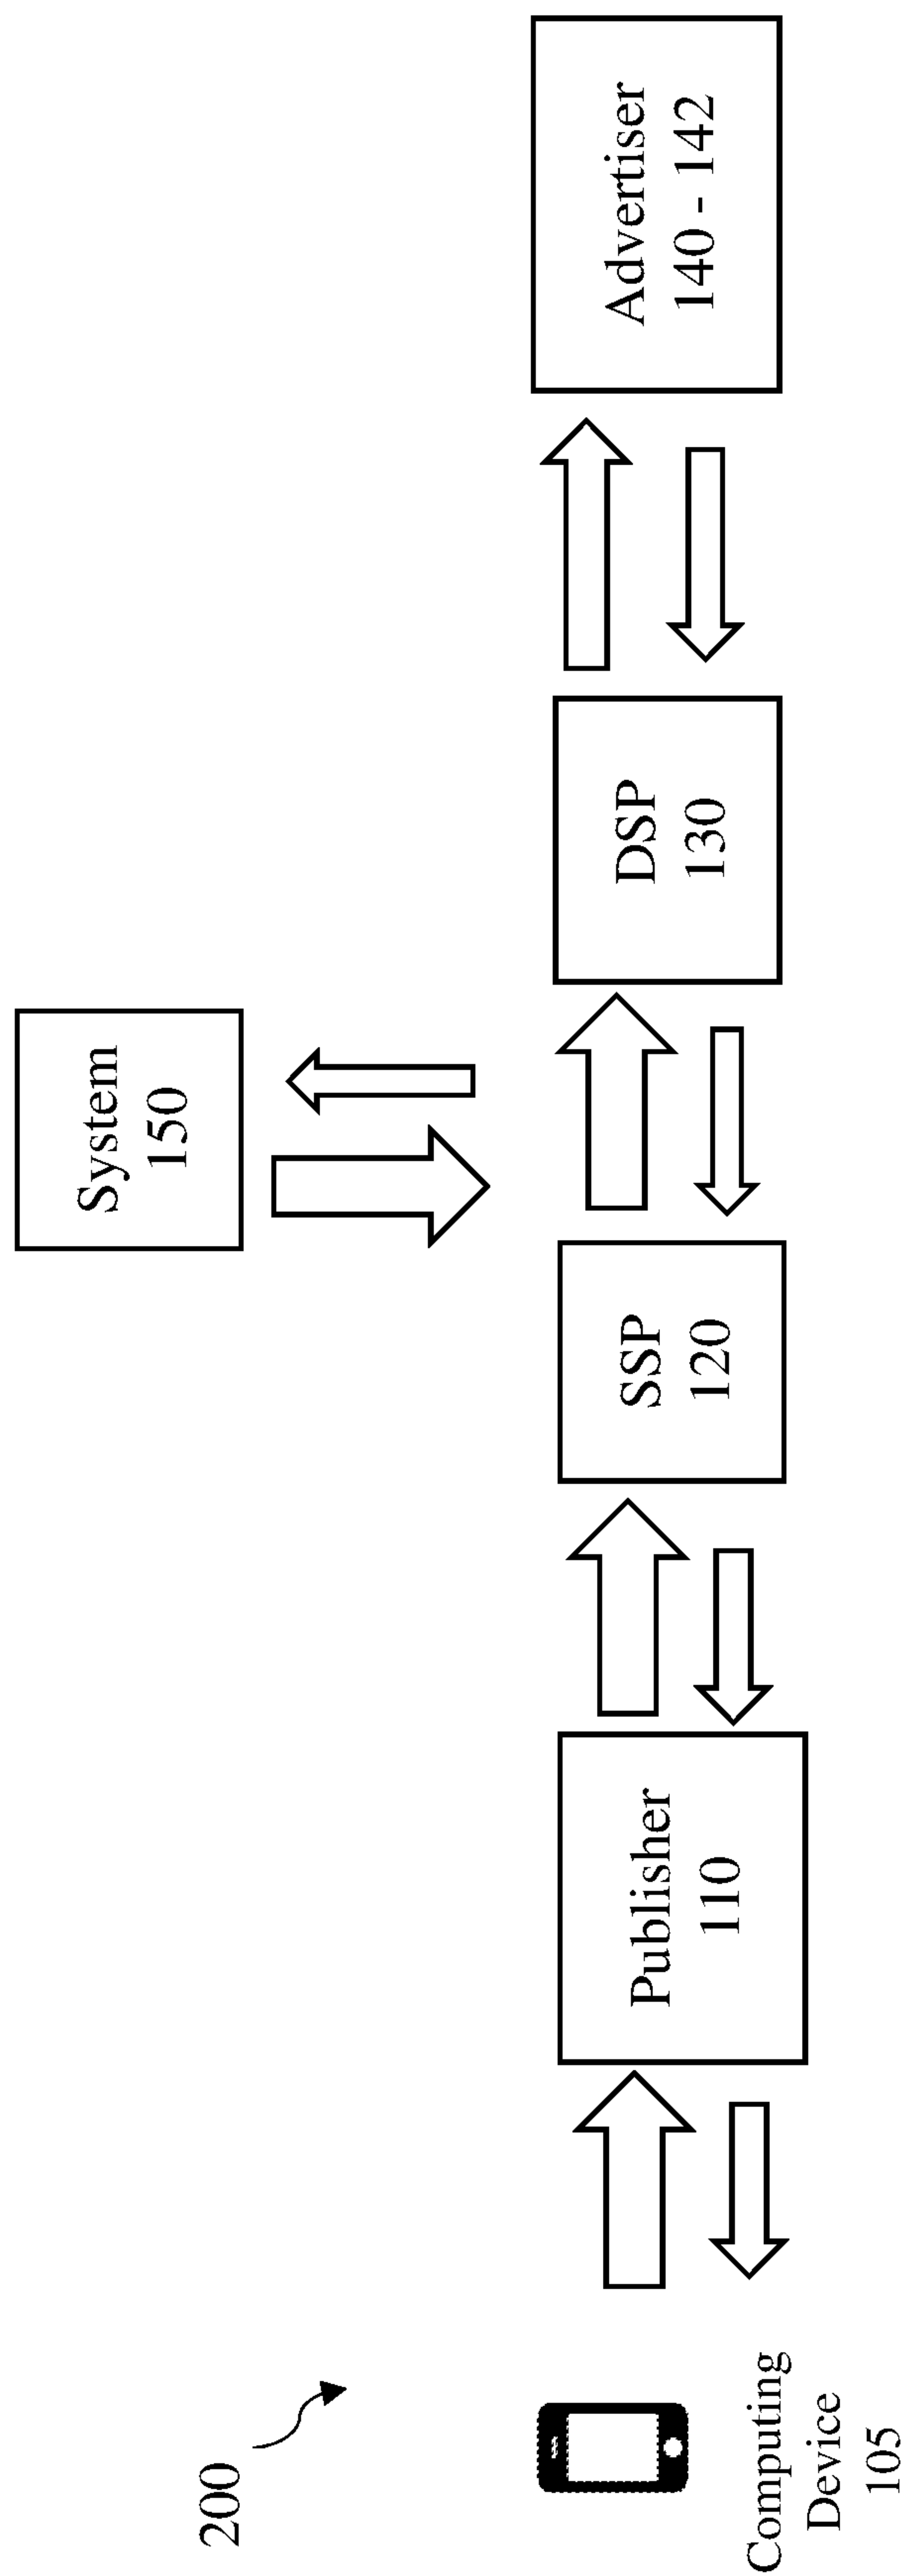 200
System
150
Computing
Device
105
Publisher
110
SSP
120
DSP
130
Advertiser
140 - 142